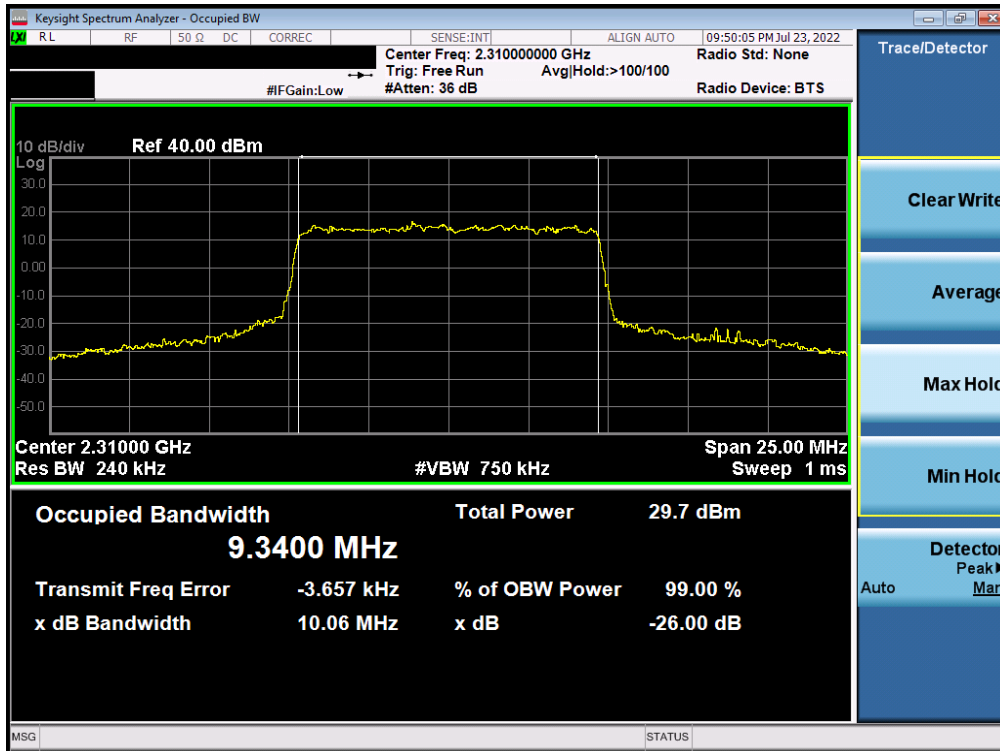 Keysight Spectrum Analyzer - Occupied BW
LXI RL RF 50 Ω DC CORREC SENSE:INT ALIGN AUTO 09:50:05 PM Jul 23, 2022
Center Freq: 2.310000000 GHz Radio Std: None
Trig: Free Run Avg|Hold:>100/100
#IFGain:Low #Atten: 36 dB Radio Device: BTS
10 dB/div Ref 40.00 dBm
Log
30.0
20.0
10.0
0.00
-10.0
-20.0
-30.0
-40.0
-50.0
Center 2.31000 GHz Span 25.00 MHz
Res BW 240 kHz #VBW 750 kHz Sweep 1 ms
Occupied Bandwidth Total Power 29.7 dBm
9.3400 MHz
Transmit Freq Error -3.657 kHz % of OBW Power 99.00 %
x dB Bandwidth 10.06 MHz x dB -26.00 dB
MSG STATUS
Trace/Detector
Clear Write
Average
Max Hold
Min Hold
Detector
Peak
Auto Man